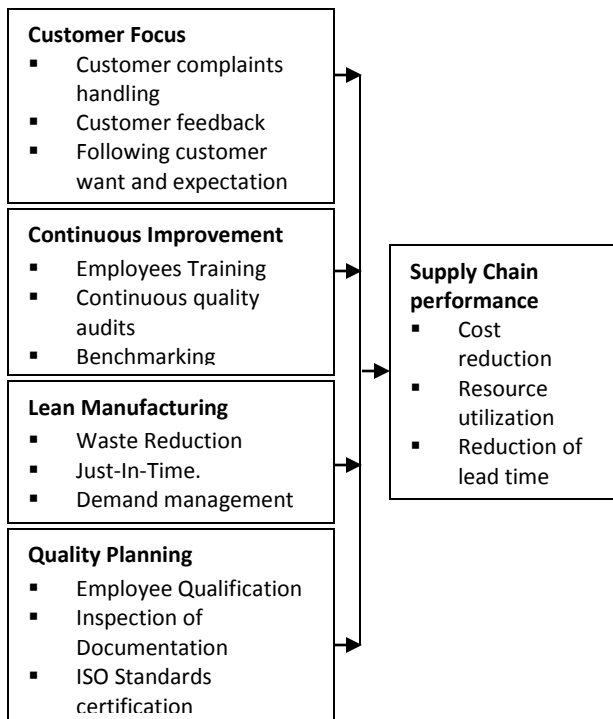 Customer Focus
▪ Customer complaints
handling
▪ Customer feedback
▪ Following customer
want and expectation
Continuous Improvement
▪ Employees Training
▪ Continuous quality
audits
▪ Benchmarking
Lean Manufacturing
▪ Waste Reduction
▪ Just-In-Time.
▪ Demand management
Quality Planning
▪ Employee Qualification
▪ Inspection of
Documentation
▪ ISO Standards
certification
Supply Chain
performance
▪ Cost
reduction
▪ Resource
utilization
▪ Reduction of
lead time